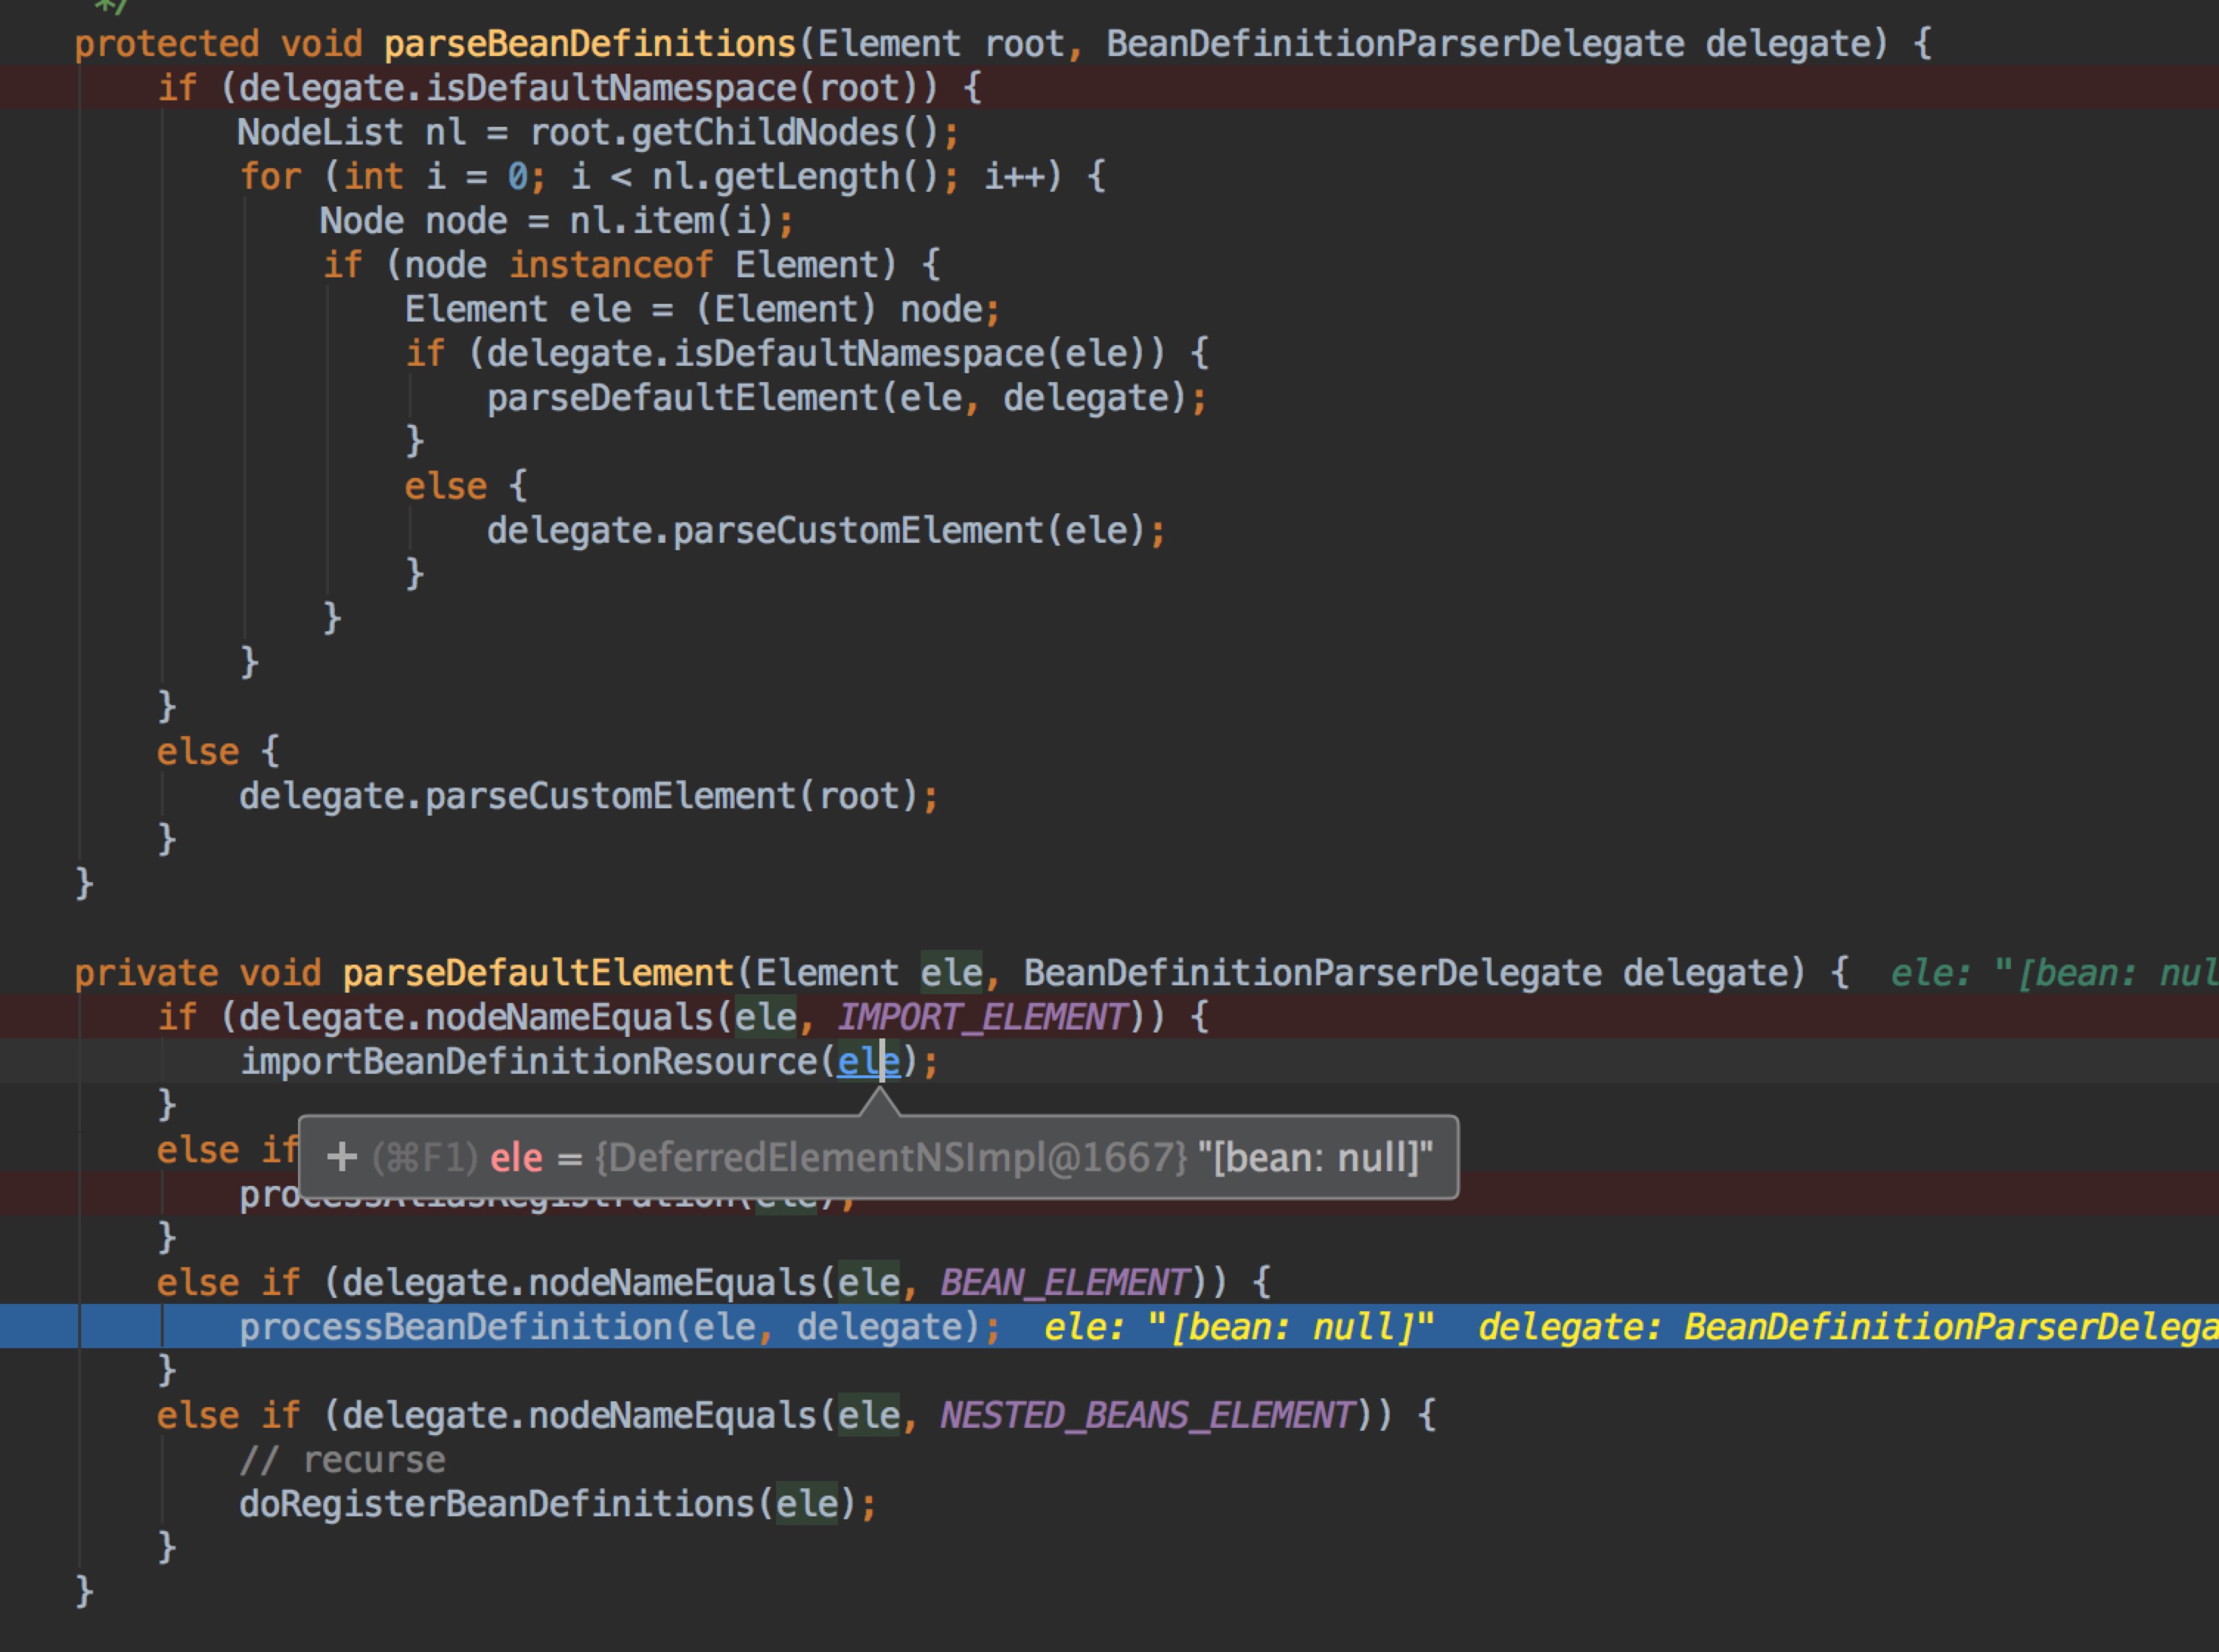 */
protected void parseBeanDefinitions(Element root, BeanDefinitionParserDelegate delegate) {
if (delegate.isDefaultNamespace(root)) {
NodeList nl = root.getChildNodes();
for (int i = 0; i < nl.getLength(); i++) {
Node node = nl.item(i);
if (node instanceof Element) {
Element ele = (Element) node;
if (delegate.isDefaultNamespace(ele)) {
parseDefaultElement(ele, delegate);
}
else {
delegate.parseCustomElement(ele);
}
}
}
}
else {
delegate.parseCustomElement(root);
}
}
private void parseDefaultElement(Element ele, BeanDefinitionParserDelegate delegate) { ele: "[bean: nul
if (delegate.nodeNameEquals(ele, IMPORT_ELEMENT)) {
importBeanDefinitionResource(ele);
}
else if
+ (⌘F1) ele = {DeferredElementNSImpl@1667} "[bean: null]"
processAliasRegistration(ele);
}
else if (delegate.nodeNameEquals(ele, BEAN_ELEMENT)) {
processBeanDefinition(ele, delegate); ele: "[bean: null]" delegate: BeanDefinitionParserDelega
}
else if (delegate.nodeNameEquals(ele, NESTED_BEANS_ELEMENT)) {
// recurse
doRegisterBeanDefinitions(ele);
}
}